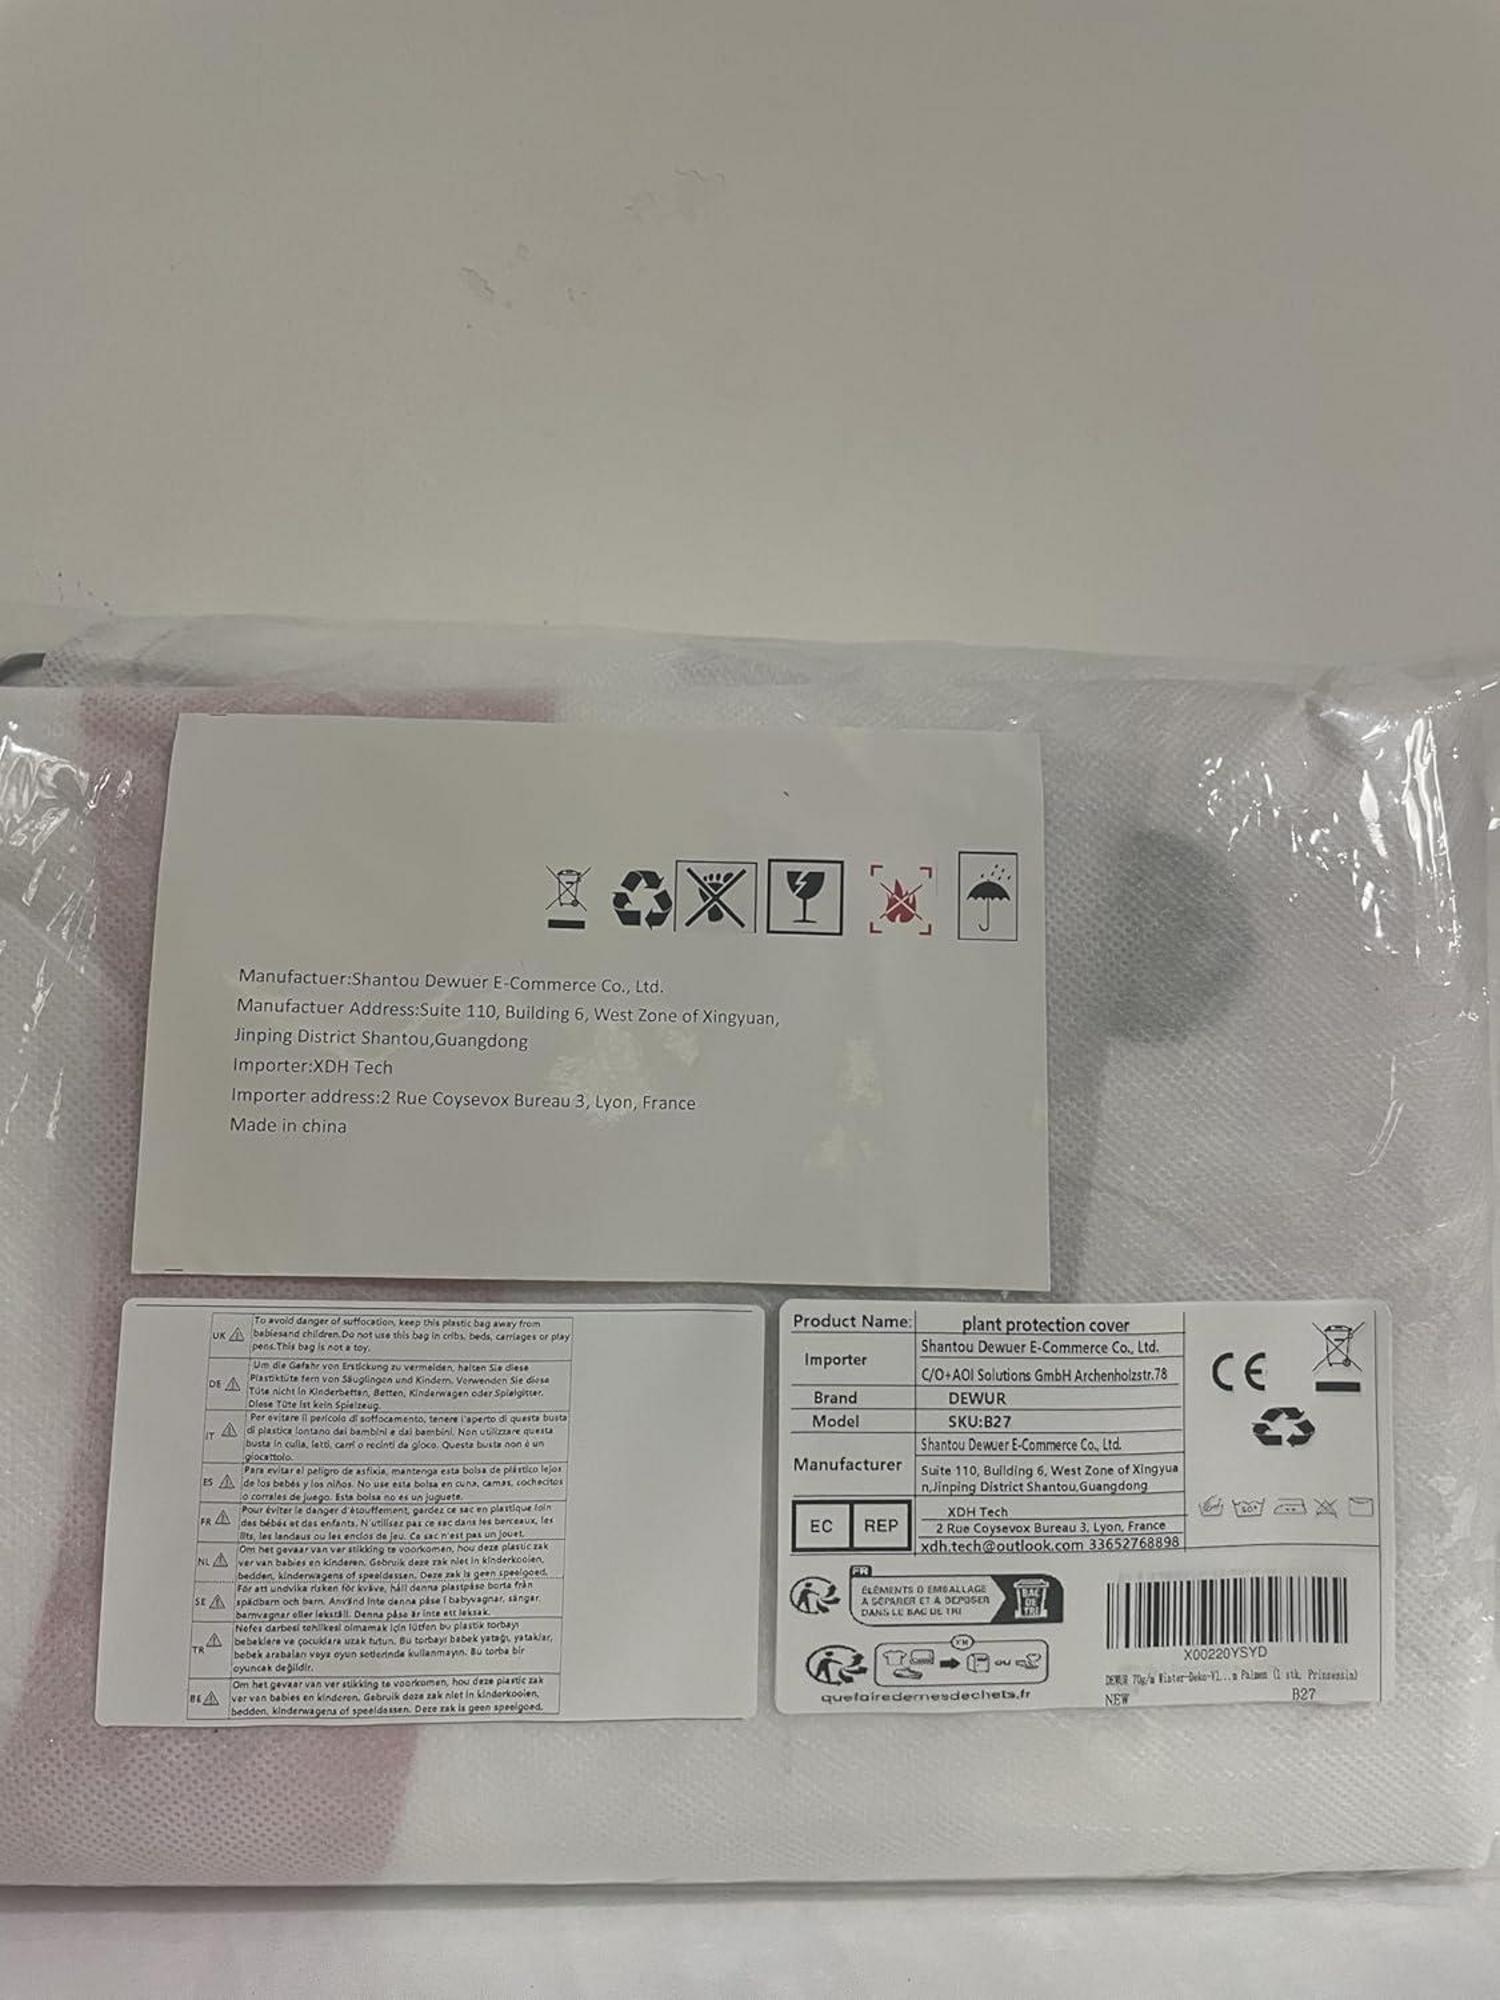 Manufactuer:Shantou Dewuer E-Commerce Co., Ltd.
Manufactuer Address:Suite 110, Building 6, West Zone of Xingyuan,
Jinping District Shantou,Guangdong
Importer:XDH Tech
Importer address:2 Rue Coysevox Bureau 3, Lyon, France
Made in china
UK To avoid danger of suffocation, keep this plastic bag away from
babiesand children.Do not use this bag in cribs, beds, carriages or play
pens.This bag is not a toy.
DE Um die Gefahr von Erstickung zu vermeiden, halten Sie diese
Plastiktüte fern von Säuglingen und Kindern. Verwenden Sie diese
Tüte nicht in Kinderbetten, Betten, Kinderwagen oder Spielgitter.
Diese Tüte ist kein Spielzeug.
IT Per evitare il pericolo di soffocamento, tenere l'aperto di questa busta
di plastica lontano dai bambini e dai bambini. Non utilizzare questa
busta in culla, letti, carri o recinti da gioco. Questa busta non è un
giocattolo.
ES Para evitar el peligro de asfixia, mantenga esta bolsa de plástico lejos
de los bebés y los niños. No use esta bolsa en cuna, camas, cochecitos
o corrales de juego. Esta bolsa no es un juguete.
FR Pour éviter le danger d'étouffement, gardez ce sac en plastique loin
des bébés et des enfants. N'utilisez pas ce sac dans les berceaux, les
lits, les landaus ou les enclos de jeu. Ce sac n'est pas un jouet.
NL Om het gevaar van ver stikking te voorkomen, hou deze plastic zak
ver van babies en kinderen. Gebruik deze zak niet in kinderkooien,
bedden, kinderwagens of speeldessen. Deze zak is geen speelgoed.
SE För att undvika risken för kväve, håll denna plastpåse borta från
spädbarn och barn. Använd inte denna påse i babyvagnar, sängar,
barnvagnar eller lekställ. Denna påse är inte ett leksak.
TR Nefes darbesi tehlikesi olmamak için lütfen bu plastik torbayı
bebeklere ve çocuklara uzak tutun. Bu torbayı bebek yatağı, yataklar,
bebek arabaları veya oyun setlerinde kullanmayın. Bu torba bir
oyuncak değildir.
BE Om het gevaar van ver stikking te voorkomen, hou deze plastic zak
ver van babies en kinderen. Gebruik deze zak niet in kinderkooien,
bedden, kinderwagens of speeldessen. Deze zak is geen speelgoed.
Product Name: plant protection cover
Importer Shantou Dewuer E-Commerce Co., Ltd.
C/O+AOI Solutions GmbH Archenholzstr.78
Brand DEWUR
Model SKU:B27
Manufacturer Shantou Dewuer E-Commerce Co., Ltd.
Suite 110, Building 6, West Zone of Xingyua
n,Jinping District Shantou,Guangdong
EC REP XDH Tech
2 Rue Coysevox Bureau 3, Lyon, France
xdh.tech@outlook.com 33652768898
CE
FR
ÉLÉMENTS D EMBALLAGE
A SÉPARER ET A DÉPOSER
DANS LE BAC DE TRI
BAC
DE
TRI
OU
quefairedemesdechets.fr
X00220YSYD
DEWUR 70g/m Winter-Deko-Vl...n Palmen (1 stk, Prinzessin)
NEW B27